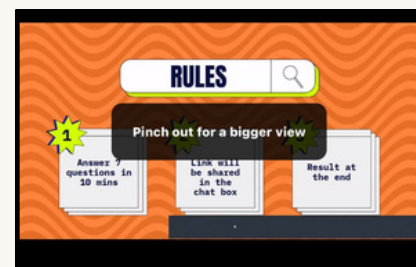 RULES
Pinch out for a bigger view
1
Answer 7
questions in
10 mins
Link will
be shared
in the
chat box
Result at
the end